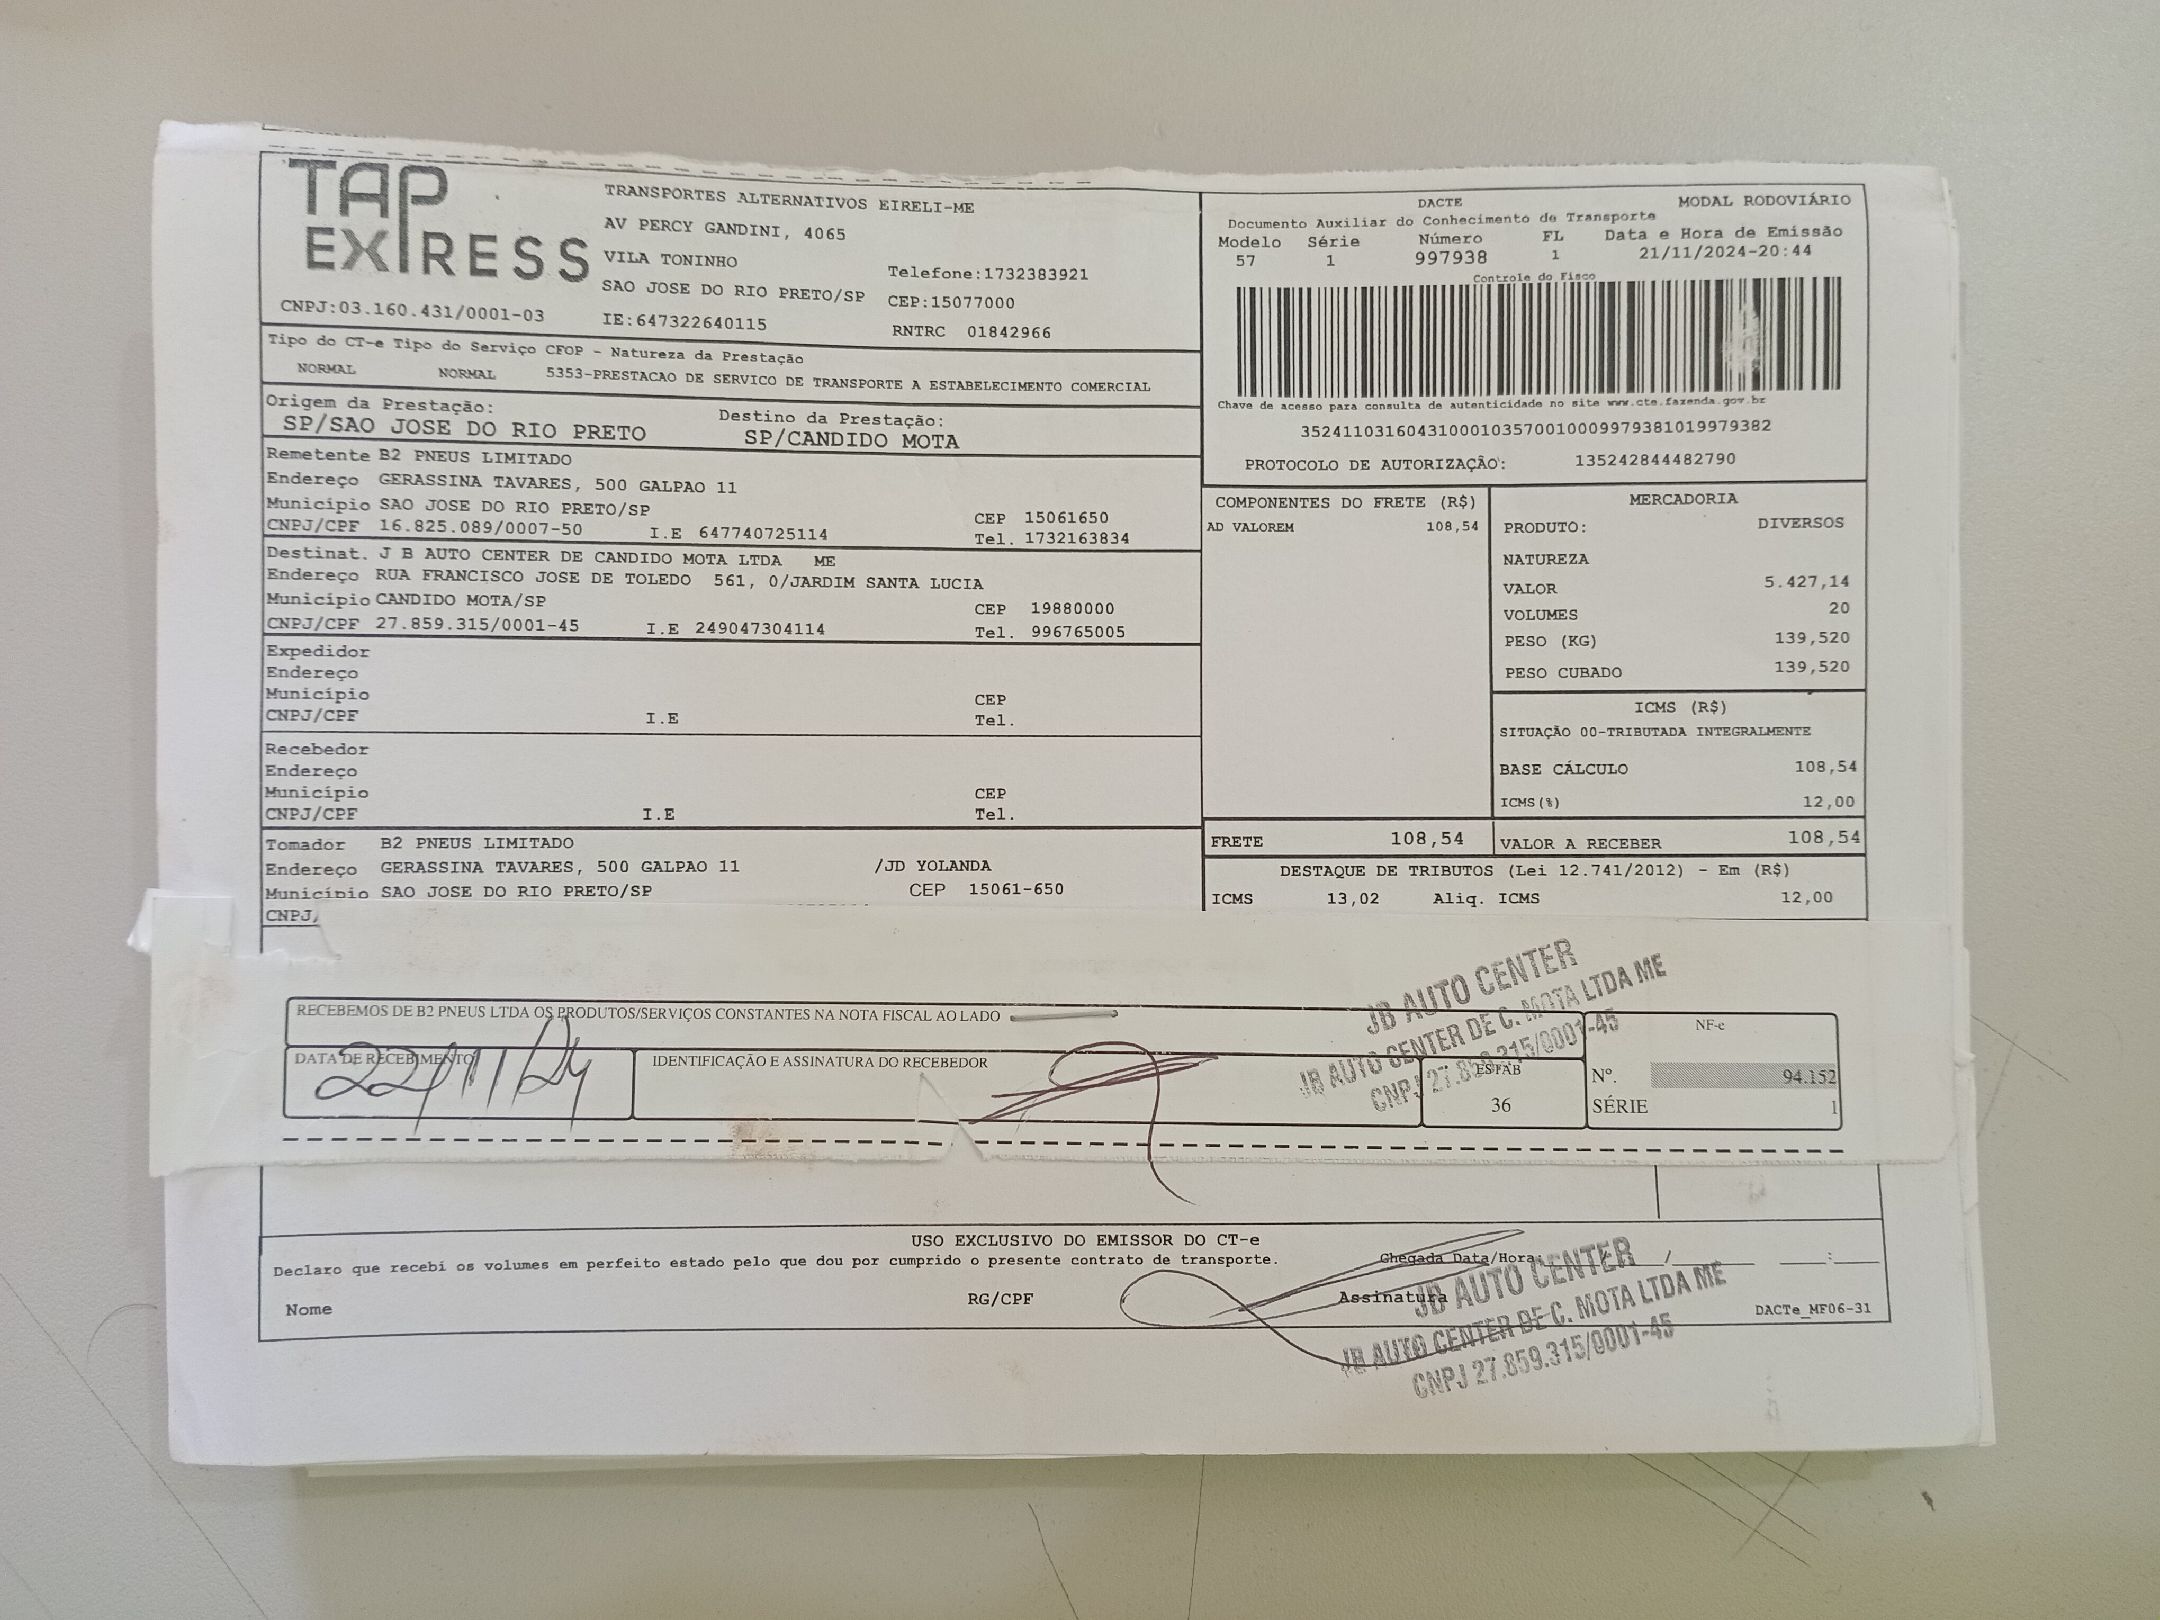 TAP EXPRESS
TRANSPORTES ALTERNATIVOS EIRELI-ME
AV PERCY GANDINI, 4065
VILA TONINHO
Telefone:1732383921
SAO JOSE DO RIO PRETO/SP CEP:15077000
CNPJ:03.160.431/0001-03
IE:647322640115
RNTRC 01842966
Tipo do CT-e Tipo do Serviço CFOP - Natureza da Prestação
NORMAL NORMAL 5353-PRESTACAO DE SERVICO DE TRANSPORTE A ESTABELECIMENTO COMERCIAL
Origem da Prestação: Destino da Prestação:
SP/SAO JOSE DO RIO PRETO SP/CANDIDO MOTA
Remetente B2 PNEUS LIMITADO
Endereço GERASSINA TAVARES, 500 GALPAO 11
Município SAO JOSE DO RIO PRETO/SP CEP 15061650
CNPJ/CPF 16.825.089/0007-50 I.E 647740725114 Tel. 1732163834
Destinat. J B AUTO CENTER DE CANDIDO MOTA LTDA ME
Endereço RUA FRANCISCO JOSE DE TOLEDO 561, 0/JARDIM SANTA LUCIA
Município CANDIDO MOTA/SP CEP 19880000
CNPJ/CPF 27.859.315/0001-45 I.E 249047304114 Tel. 996765005
Expedidor
Endereço
Município CEP
CNPJ/CPF I.E Tel.
Recebedor
Endereço
Município CEP
CNPJ/CPF I.E Tel.
Tomador B2 PNEUS LIMITADO
Endereço GERASSINA TAVARES, 500 GALPAO 11 /JD YOLANDA
Município SAO JOSE DO RIO PRETO/SP CEP 15061-650
CNPJ/
DACTE MODAL RODOVIÁRIO
Documento Auxiliar do Conhecimento de Transporte
Modelo Série Número FL Data e Hora de Emissão
57 1 997938 1 21/11/2024-20:44
Controle do Fisco
Chave de acesso para consulta de autenticidade no site www.cte.fazenda.gov.br
35241103160431000103570010009979381019979382
PROTOCOLO DE AUTORIZAÇÃO: 135242844482790
COMPONENTES DO FRETE (R$)
AD VALOREM 108,54
MERCADORIA
PRODUTO: DIVERSOS
NATUREZA
VALOR 5.427,14
VOLUMES 20
PESO (KG) 139,520
PESO CUBADO 139,520
ICMS (R$)
SITUAÇÃO 00-TRIBUTADA INTEGRALMENTE
BASE CÁLCULO 108,54
ICMS(%) 12,00
FRETE 108,54 VALOR A RECEBER 108,54
DESTAQUE DE TRIBUTOS (Lei 12.741/2012) - Em (R$)
ICMS 13,02 Aliq. ICMS 12,00
RECEBEMOS DE B2 PNEUS LTDA OS PRODUTOS/SERVIÇOS CONSTANTES NA NOTA FISCAL AO LADO
DATA DE RECEBIMENTO IDENTIFICAÇÃO E ASSINATURA DO RECEBEDOR
22/11/24
JB AUTO CENTER
JB AUTO CENTER DE C. MOTA LTDA ME
CNPJ 27.859.315/0001-45
ESTAB
36
NF-e
Nº. 94.152
SÉRIE 1
USO EXCLUSIVO DO EMISSOR DO CT-e
Declaro que recebi os volumes em perfeito estado pelo que dou por cumprido o presente contrato de transporte. Chegada Data/Hora: / :
Nome RG/CPF Assinatura DACTe_MF06-31
JB AUTO CENTER
JB AUTO CENTER DE C. MOTA LTDA ME
CNPJ 27.859.315/0001-45